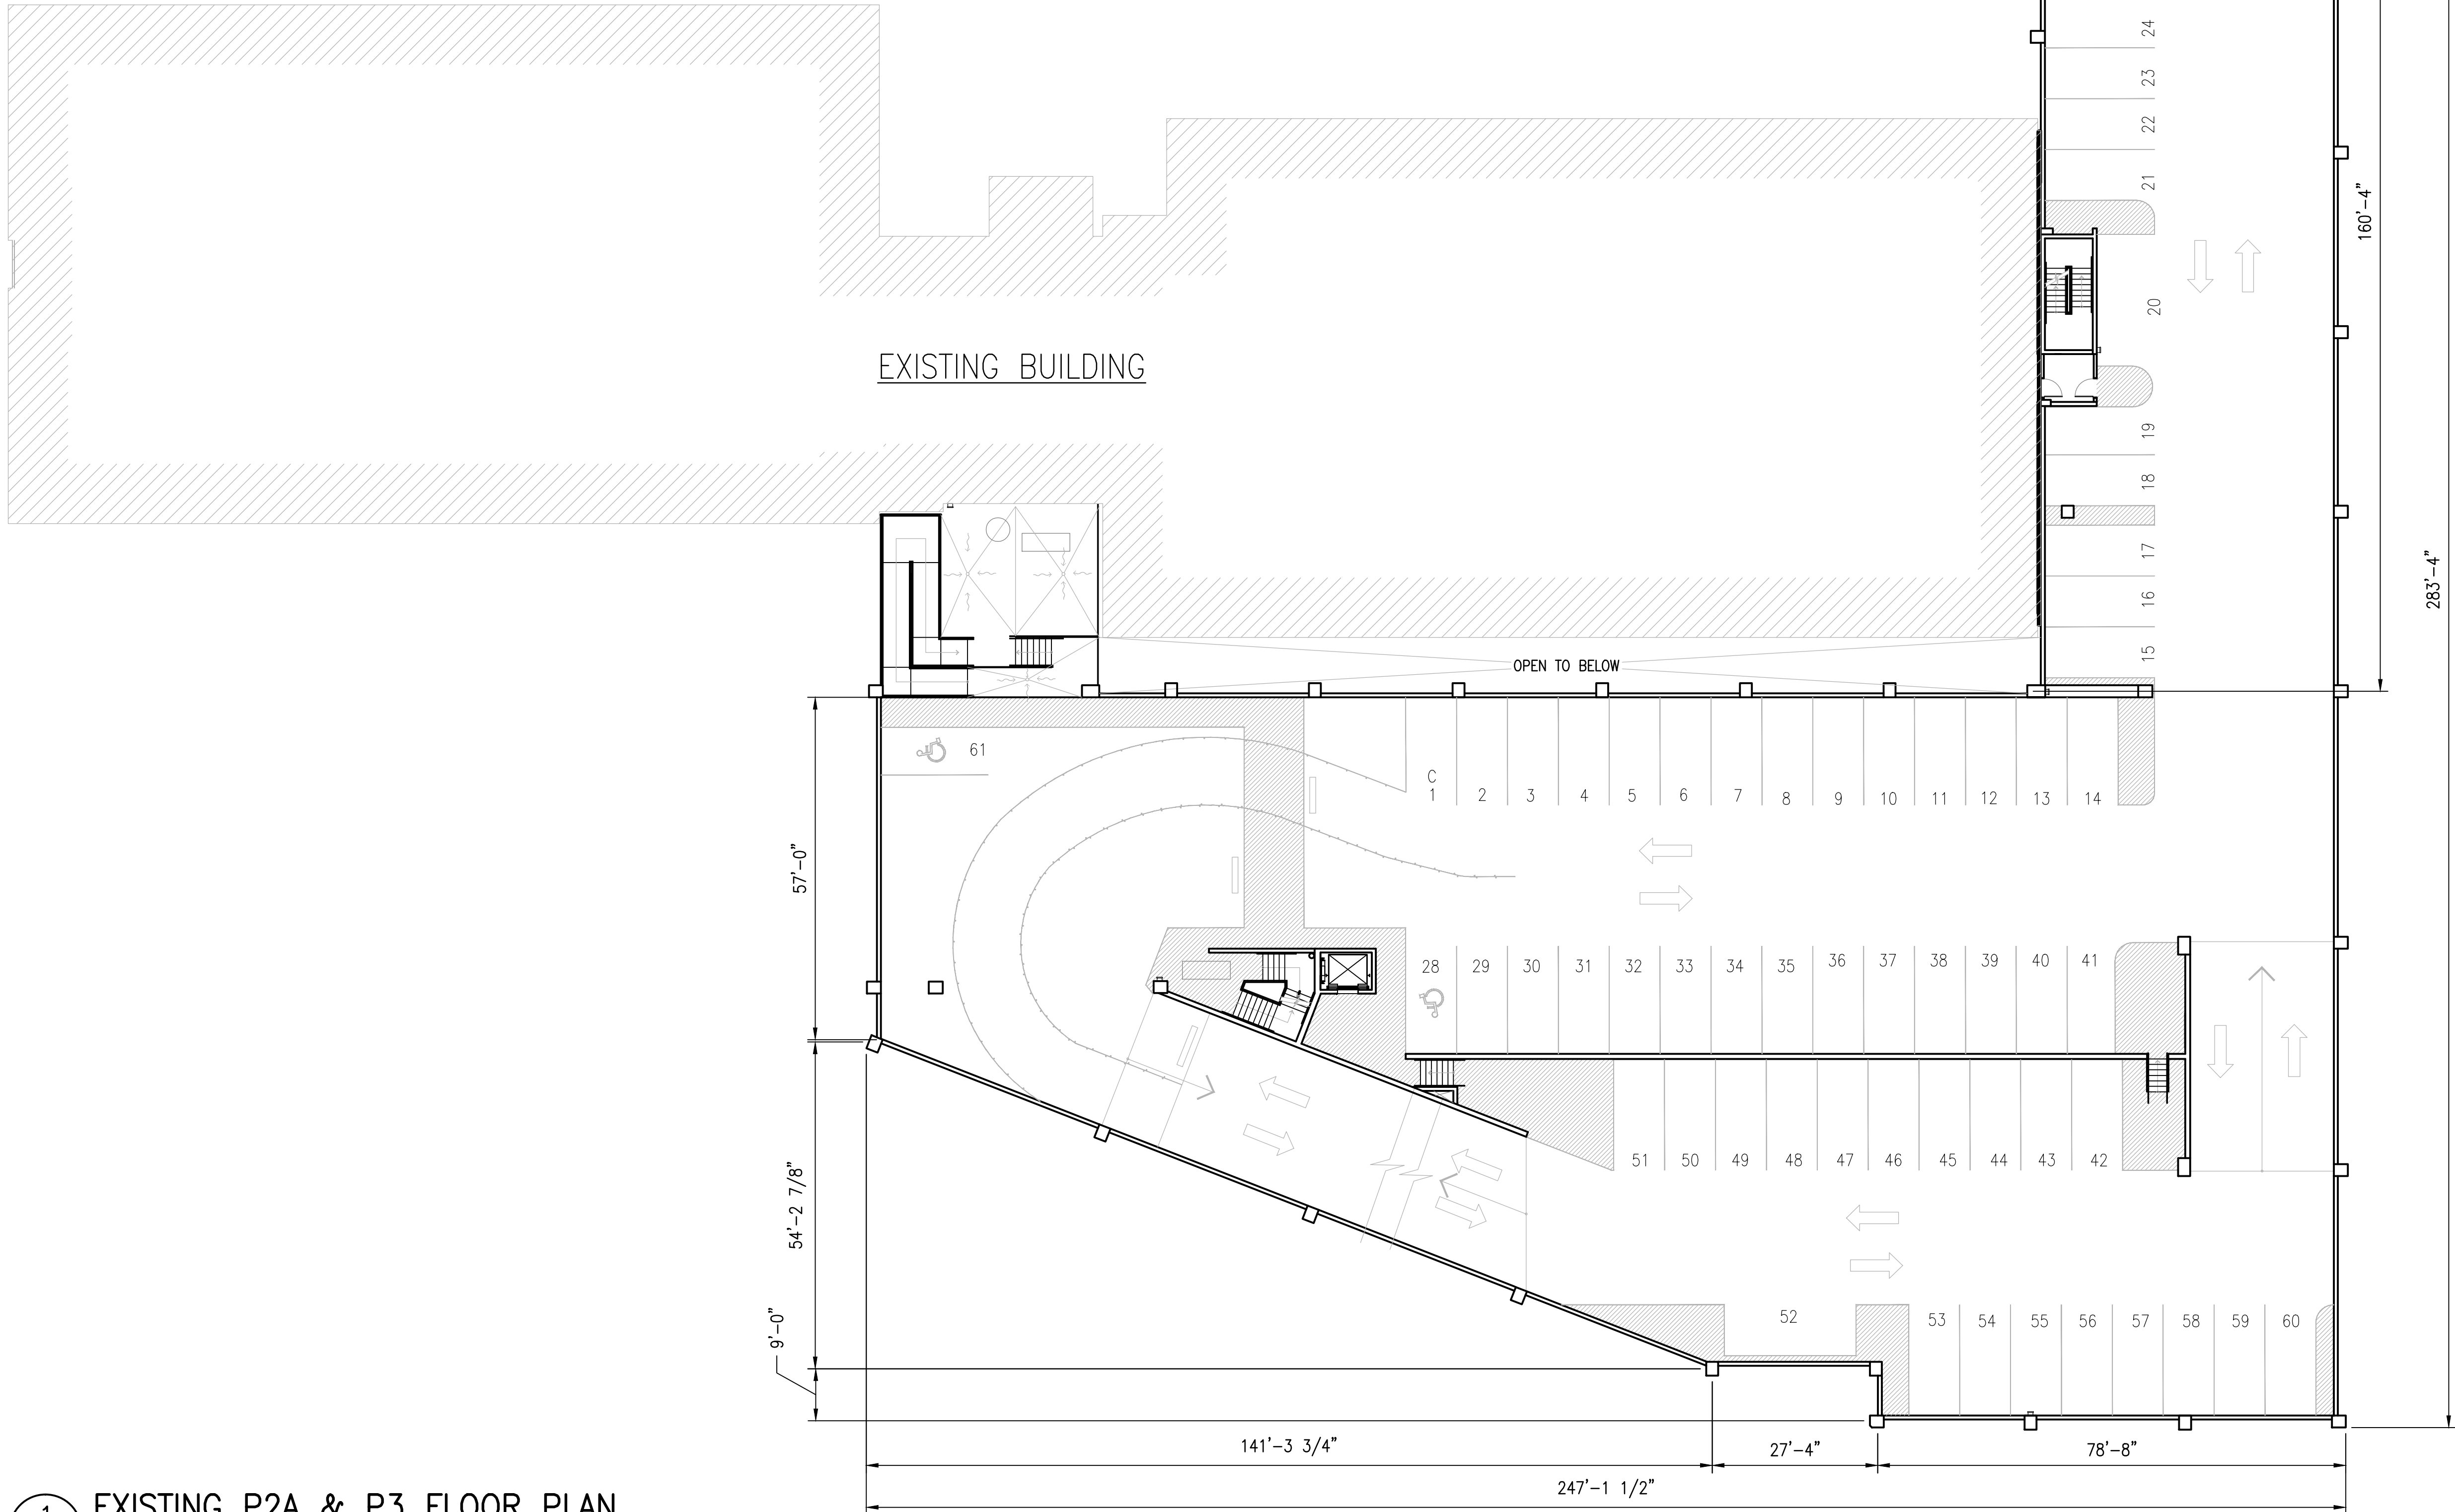 24
23
22
21
20
19
18
17
16
15
160'-4"
283'-4"
EXISTING BUILDING
OPEN TO BELOW
61
57'-0"
C
1 2 3 4 5 6 7 8 9 10 11 12 13 14
28 29 30 31 32 33 34 35 36 37 38 39 40 41
51 50 49 48 47 46 45 44 43 42
54'-2 7/8"
9'-0"
52
53 54 55 56 57 58 59 60
141'-3 3/4" 27'-4" 78'-8"
247'-1 1/2"
1 EXISTING P2A & P3 FLOOR PLAN